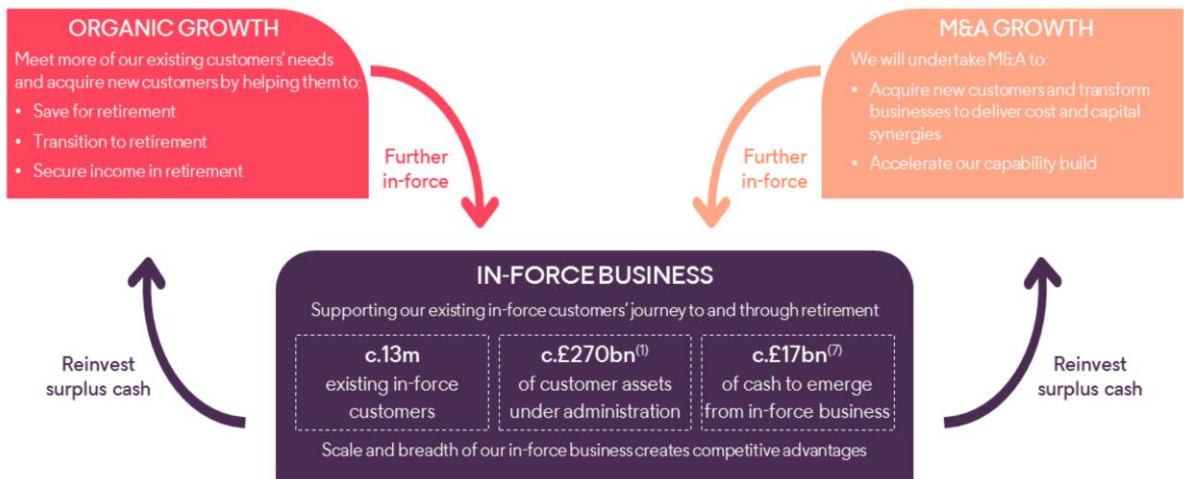 ORGANIC GROWTH
Meet more of our existing customers' needs
and acquire new customers by helping them to:
• Save for retirement
• Transition to retirement
• Secure income in retirement
Further
in-force
M&A GROWTH
We will undertake M&A to:
• Acquire new customers and transform
businesses to deliver cost and capital
synergies
• Accelerate our capability build
Further
in-force
Reinvest
surplus cash
IN-FORCE BUSINESS
Supporting our existing in-force customers' journey to and through retirement
c.13m
existing in-force
customers
c.£270bn(1)
of customer assets
under administration
c.£17bn(7)
of cash to emerge
from in-force business
Scale and breadth of our in-force business creates competitive advantages
Reinvest
surplus cash